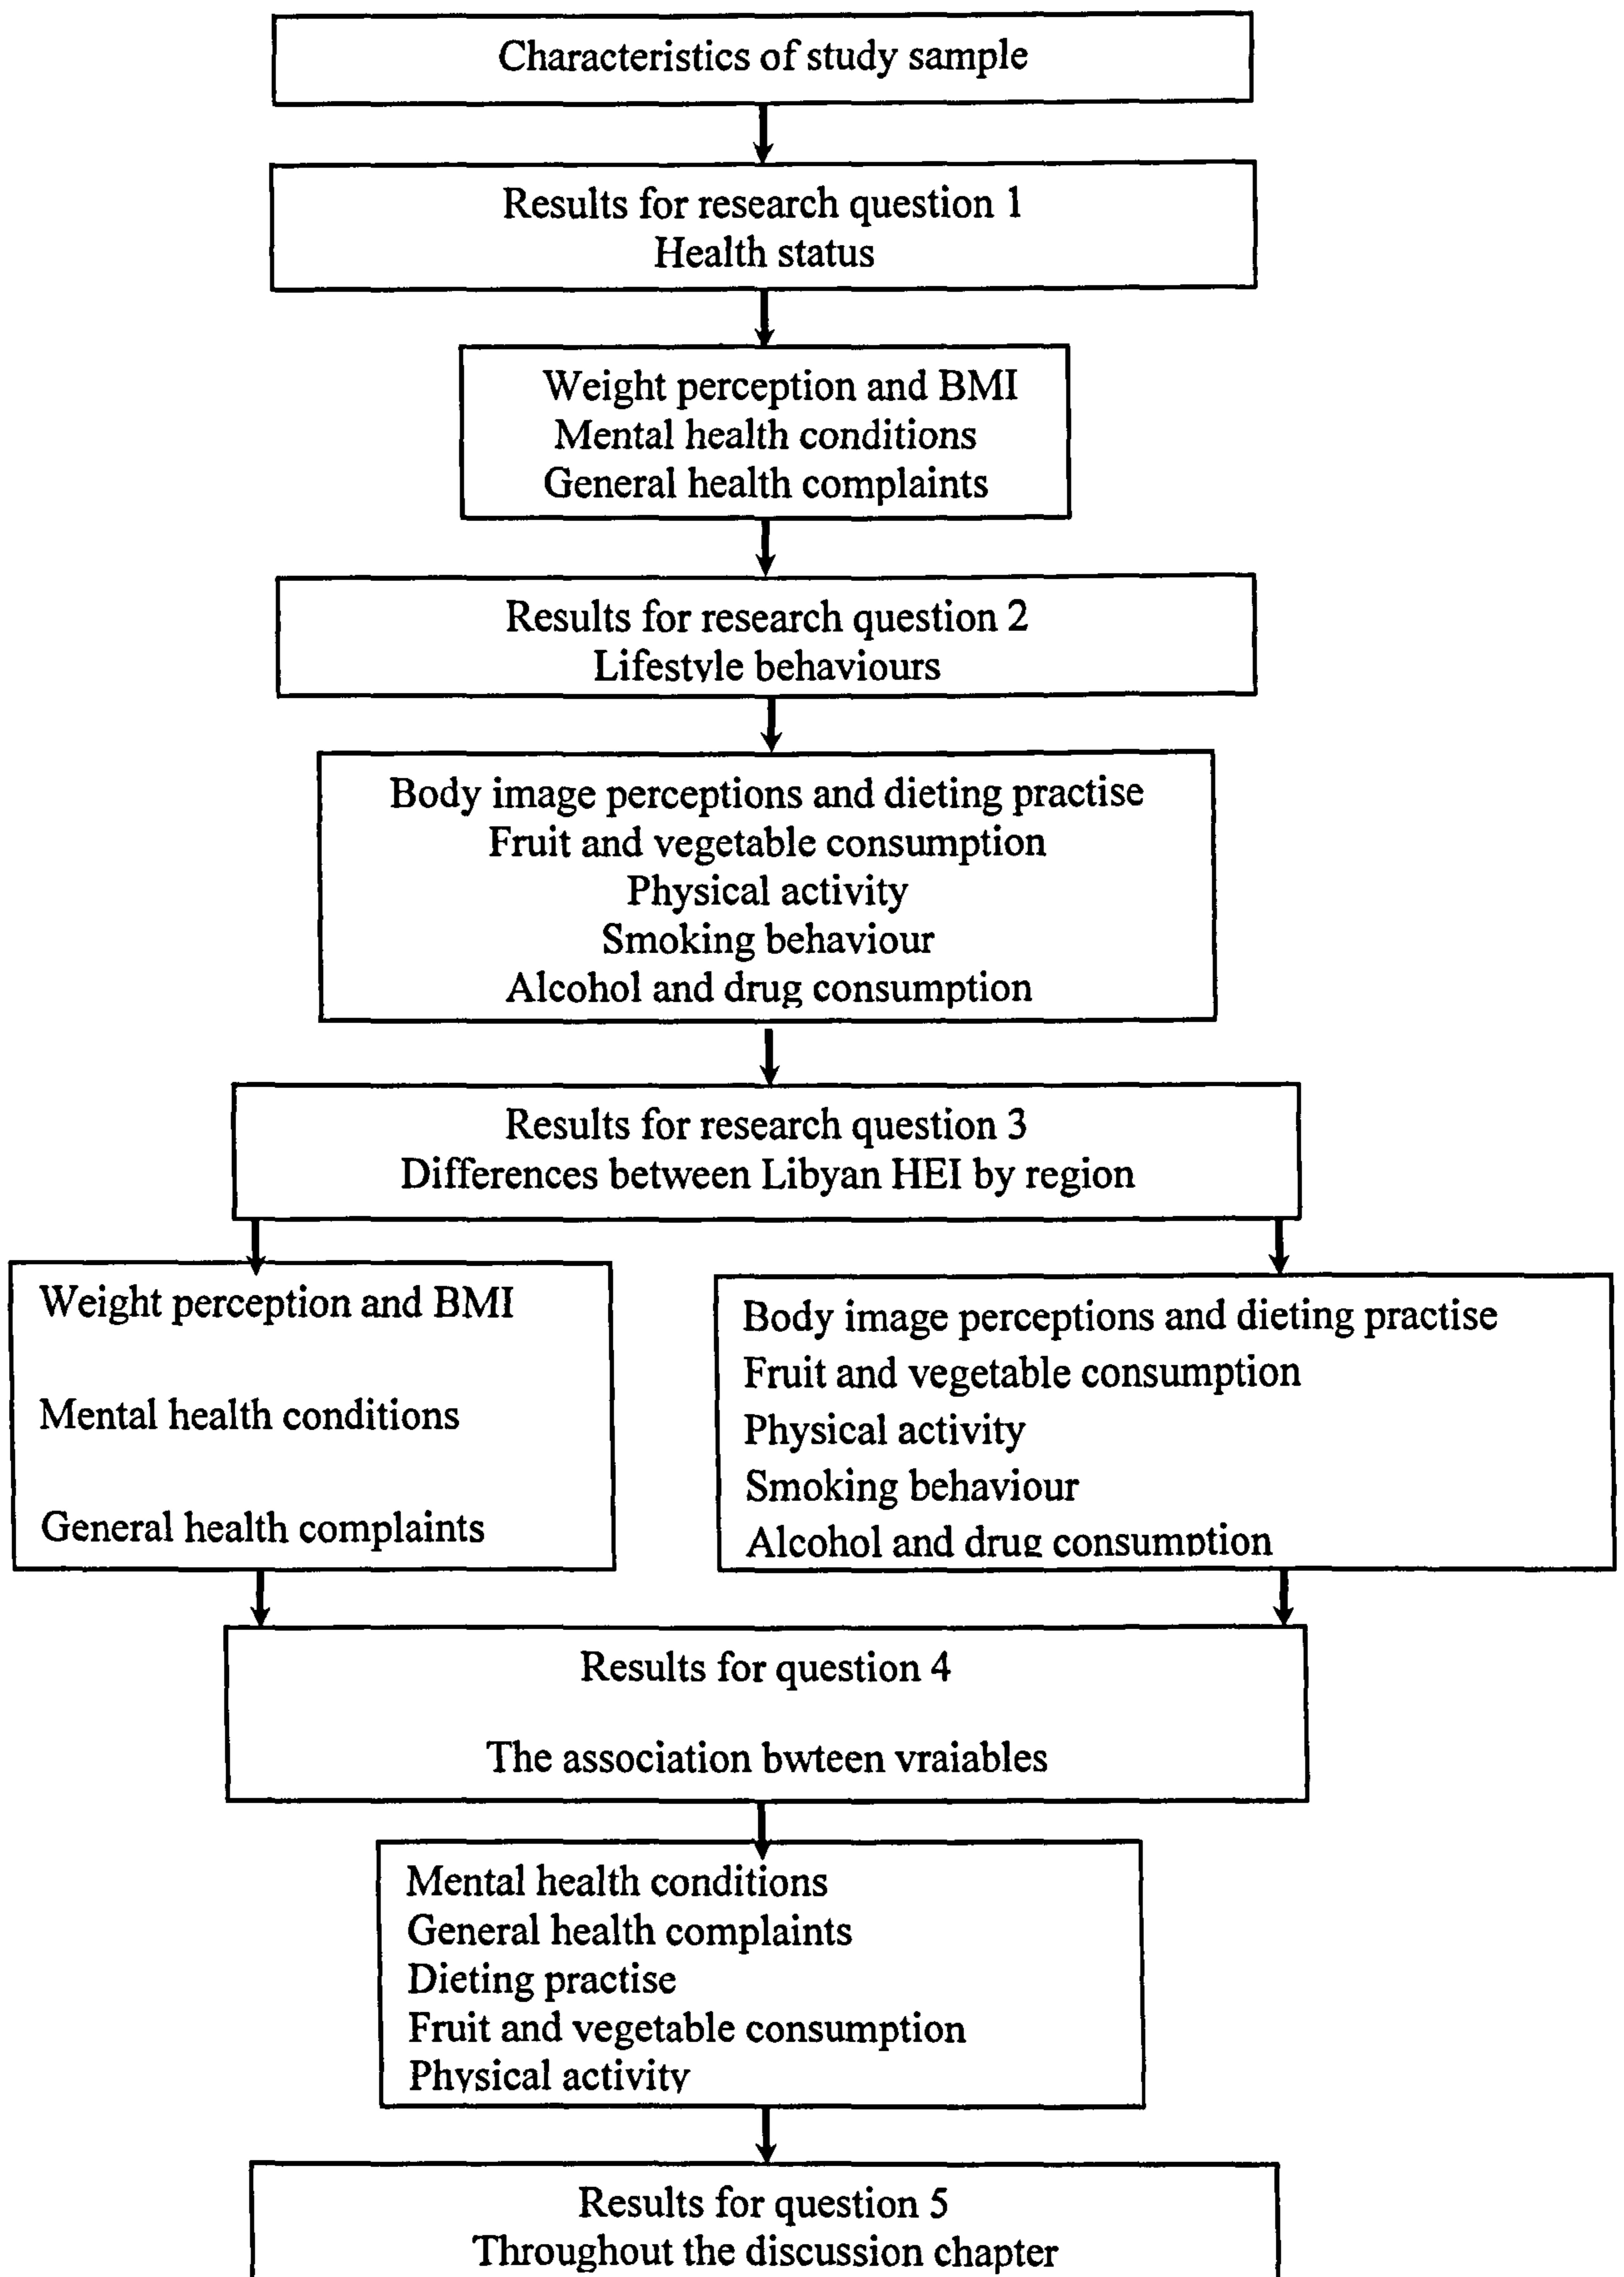 Characteristics of study sample
Results for research question 1
Health status
Weight perception and BMI
Mental health conditions
General health complaints
Results for research question 2
Lifestyle behaviours
Body image perceptions and dieting practise
Fruit and vegetable consumption
Physical activity
Smoking behaviour
Alcohol and drug consumption
Results for research question 3
Differences between Libyan HEI by region
Weight perception and BMI
Mental health conditions
General health complaints
Body image perceptions and dieting practise
Fruit and vegetable consumption
Physical activity
Smoking behaviour
Alcohol and drug consumption
Results for question 4
The association bwteen vraiables
Mental health conditions
General health complaints
Dieting practise
Fruit and vegetable consumption
Physical activity
Results for question 5
Throughout the discussion chapter